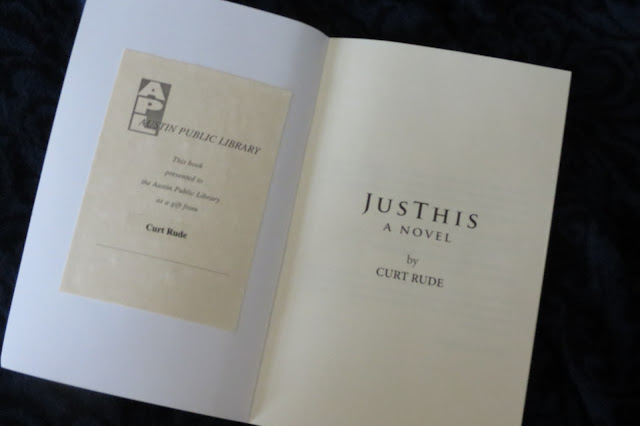 APL
AUSTIN PUBLIC LIBRARY
This book
presented to
the Austin Public Library
as a gift from
Curt Rude
JUSTHIS
A NOVEL
by
CURT RUDE